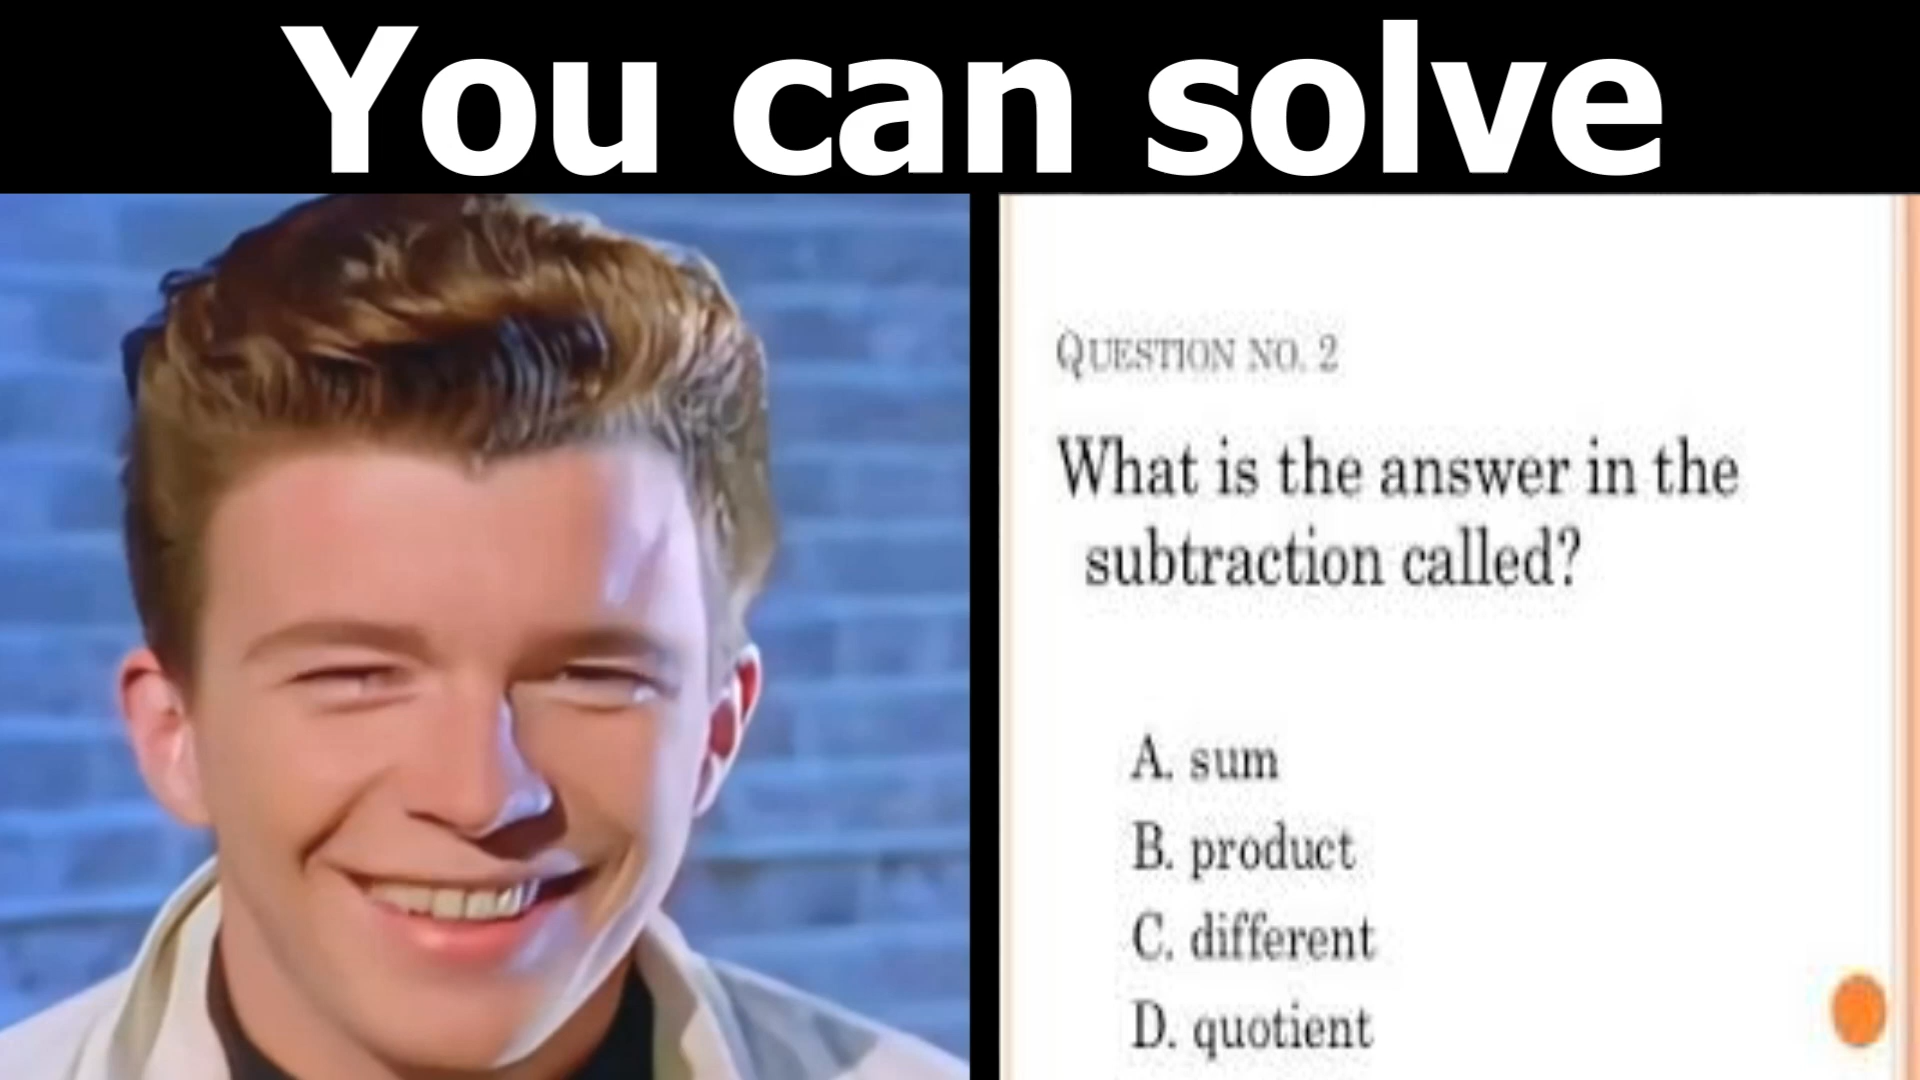 You can solve
QUESTION NO. 2
What is the answer in the
subtraction called?
A. sum
B. product
C. different
D. quotient